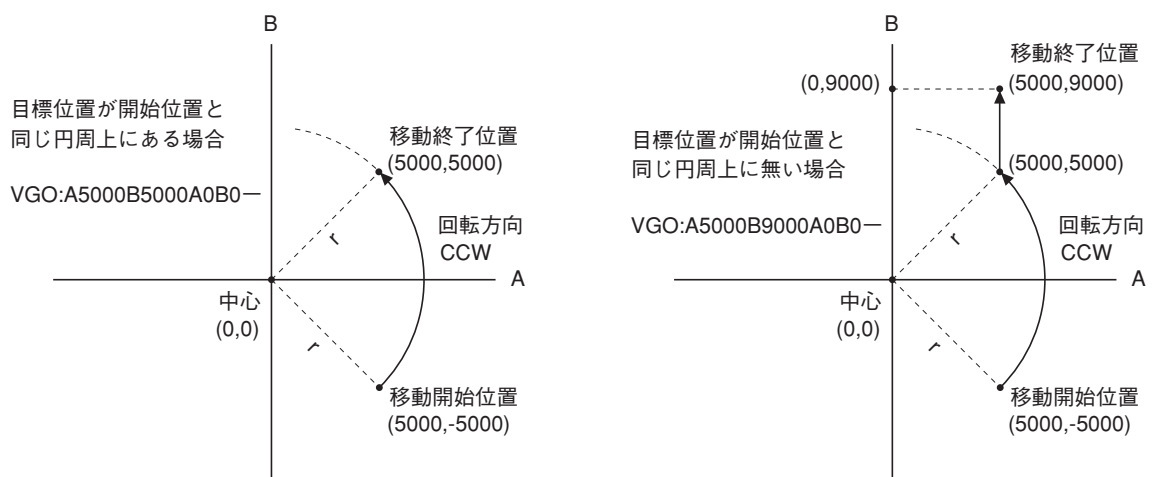 B
目標位置が開始位置と
同じ円周上にある場合
移動終了位置
(5000,5000)
VGO:A5000B5000A0B0ー
r
回転方向
CCW
A
中心
(0,0)
r
移動開始位置
(5000,-5000)
B
移動終了位置
(0,9000)
(5000,9000)
目標位置が開始位置と
同じ円周上に無い場合
(5000,5000)
VGO:A5000B9000A0B0ー
r
回転方向
CCW
A
中心
(0,0)
r
移動開始位置
(5000,-5000)